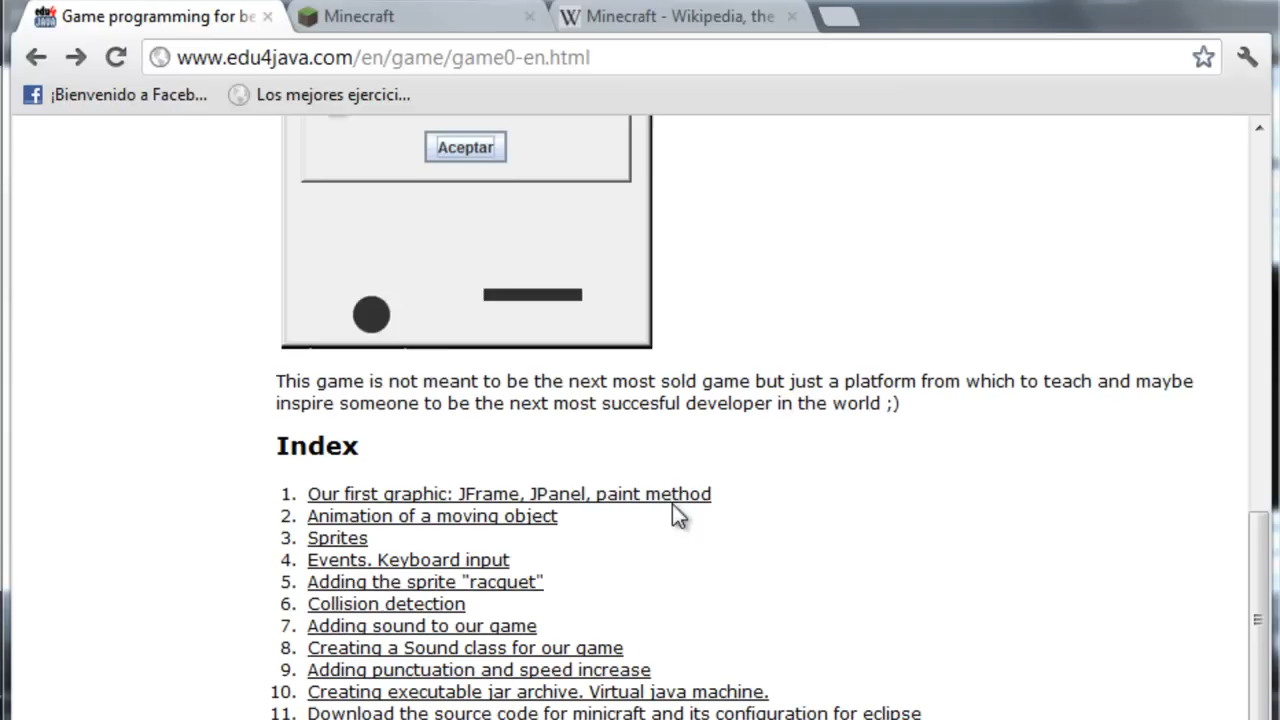 Game programming for be
Minecraft
Minecraft - Wikipedia, the
www.edu4java.com/en/game/game0-en.html
¡Bienvenido a Faceb...
Los mejores ejercici...
Aceptar
This game is not meant to be the next most sold game but just a platform from which to teach and maybe
inspire someone to be the next most succesful developer in the world ;)
Index
1. Our first graphic: JFrame, JPanel, paint method
2. Animation of a moving object
3. Sprites
4. Events. Keyboard input
5. Adding the sprite "racquet"
6. Collision detection
7. Adding sound to our game
8. Creating a Sound class for our game
9. Adding punctuation and speed increase
10. Creating executable jar archive. Virtual java machine.
11. Download the source code for minicraft and its configuration for eclipse